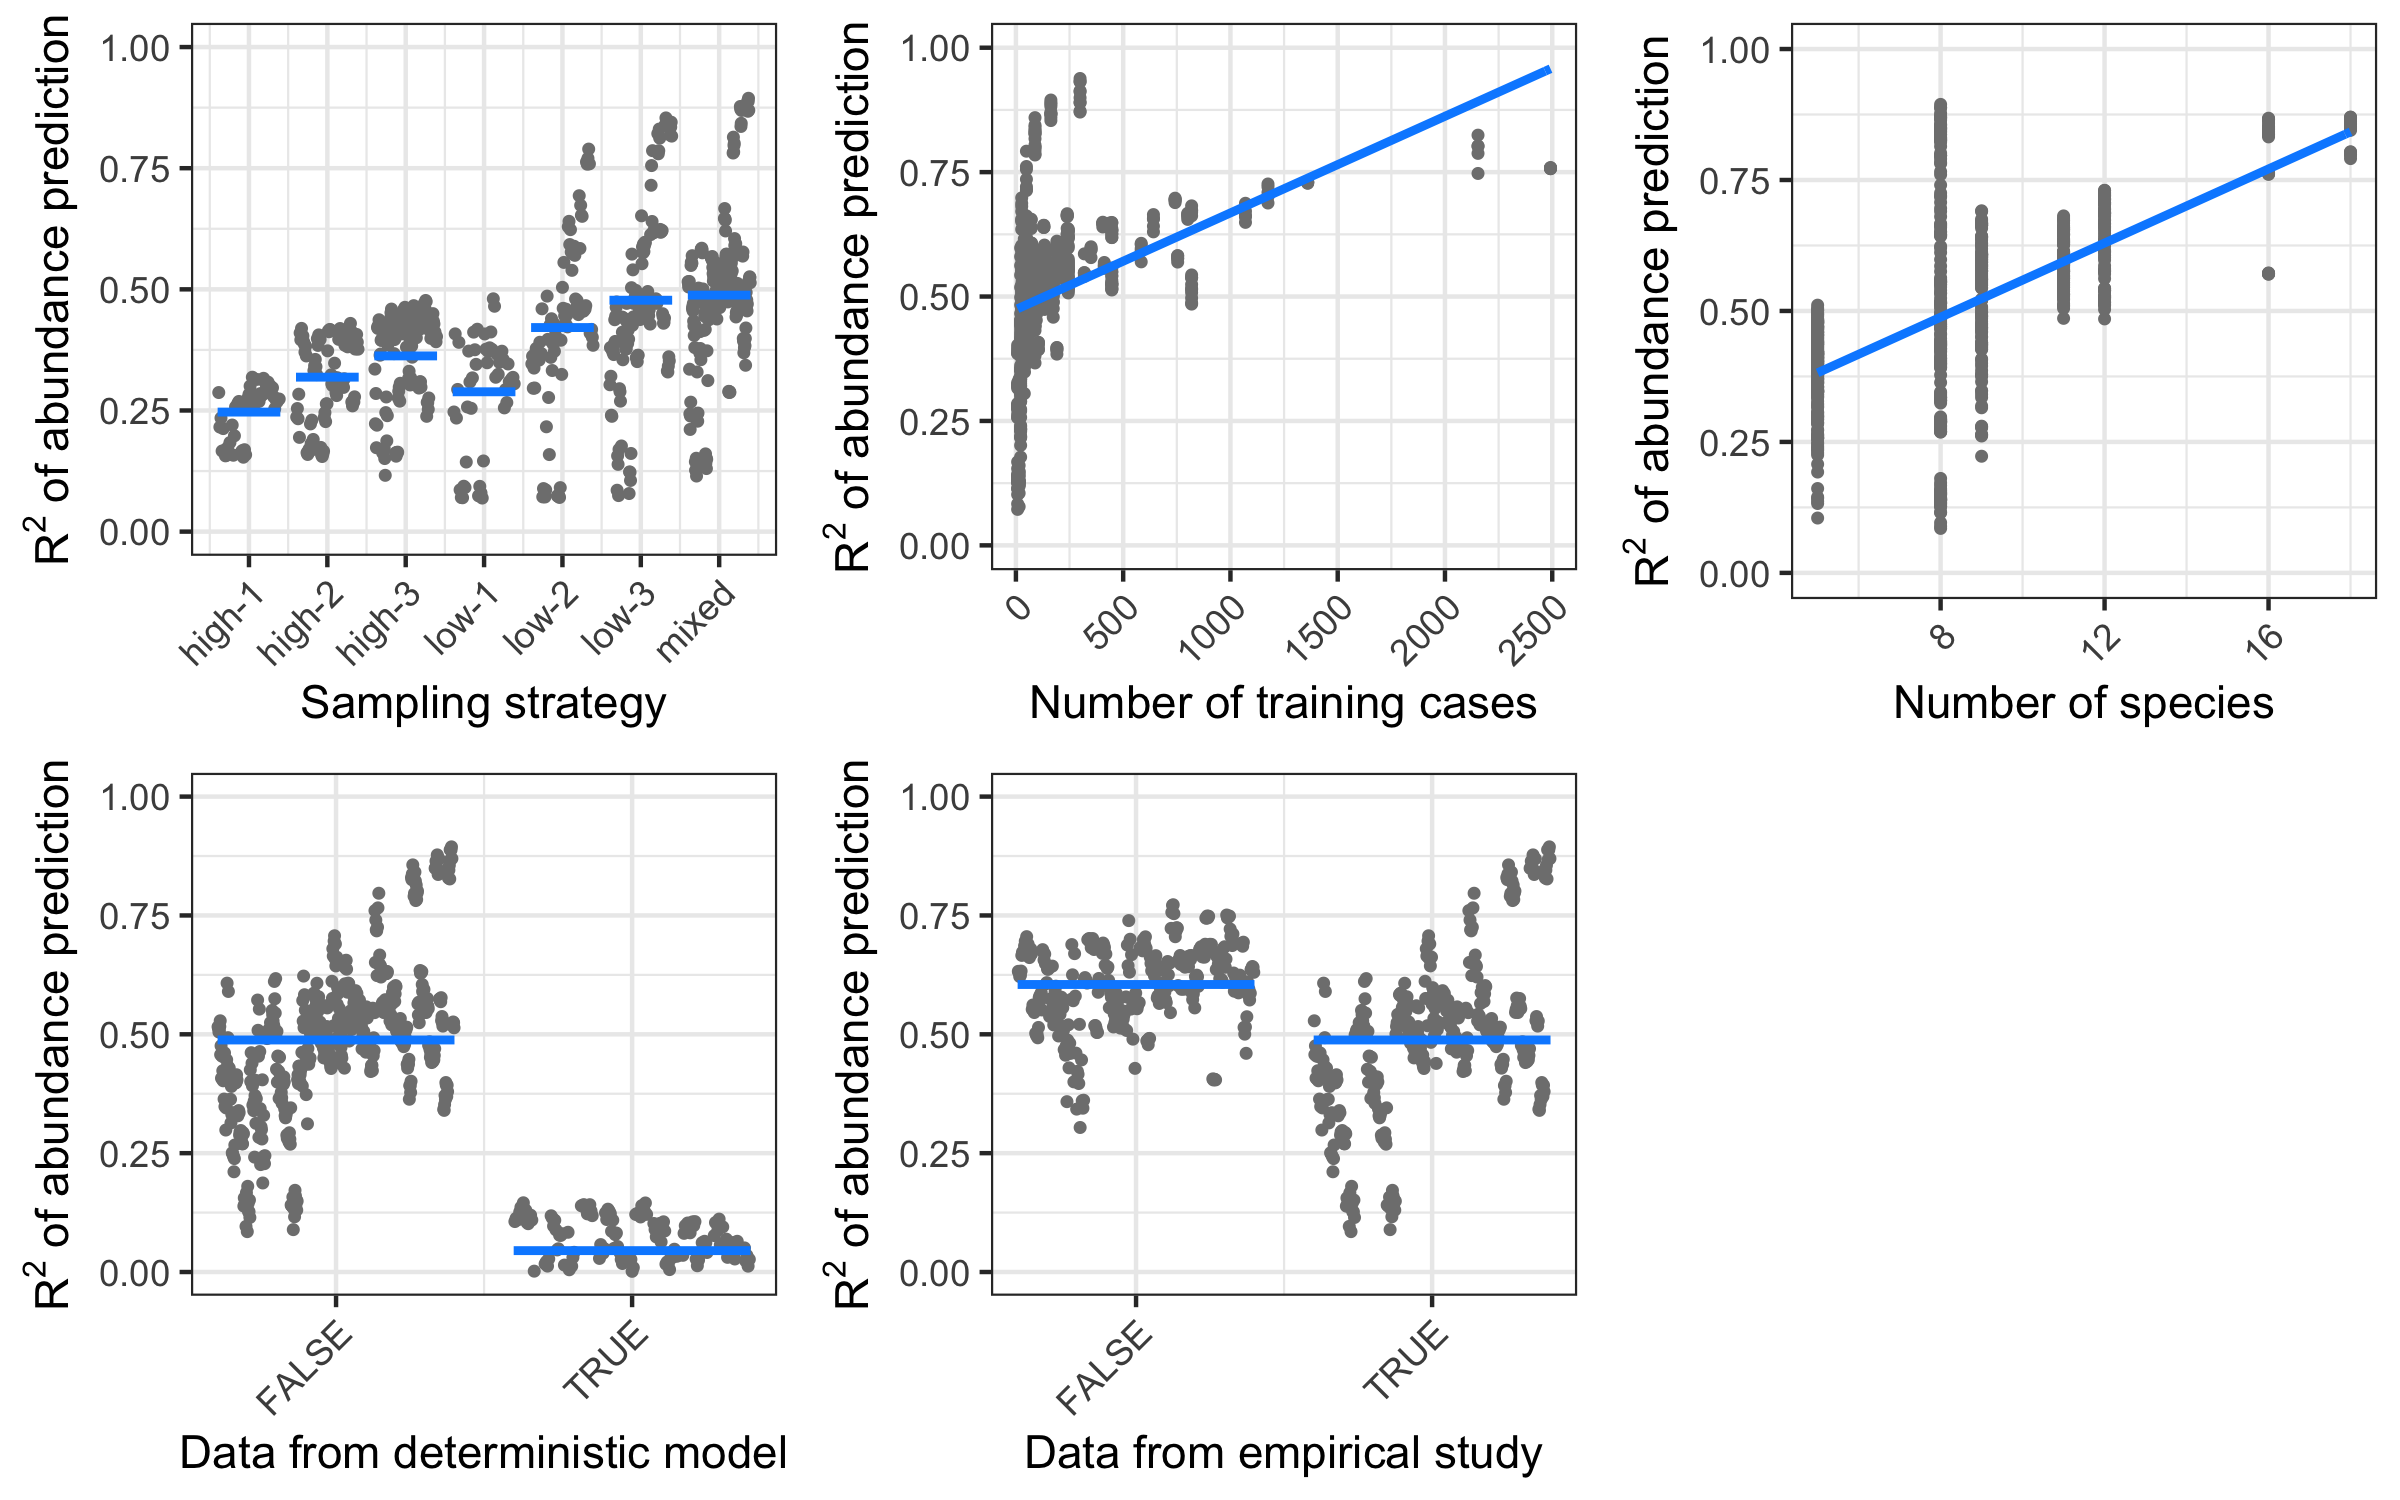 R² of abundance prediction
1.00
0.75
0.50
0.25
0.00
high-1 high-2 high-3 low-1 low-2 low-3 mixed
Sampling strategy
R² of abundance prediction
1.00
0.75
0.50
0.25
0.00
0 500 1000 1500 2000 2500
Number of training cases
R² of abundance prediction
1.00
0.75
0.50
0.25
0.00
8 12 16
Number of species
R² of abundance prediction
1.00
0.75
0.50
0.25
0.00
FALSE TRUE
Data from deterministic model
R² of abundance prediction
1.00
0.75
0.50
0.25
0.00
FALSE TRUE
Data from empirical study